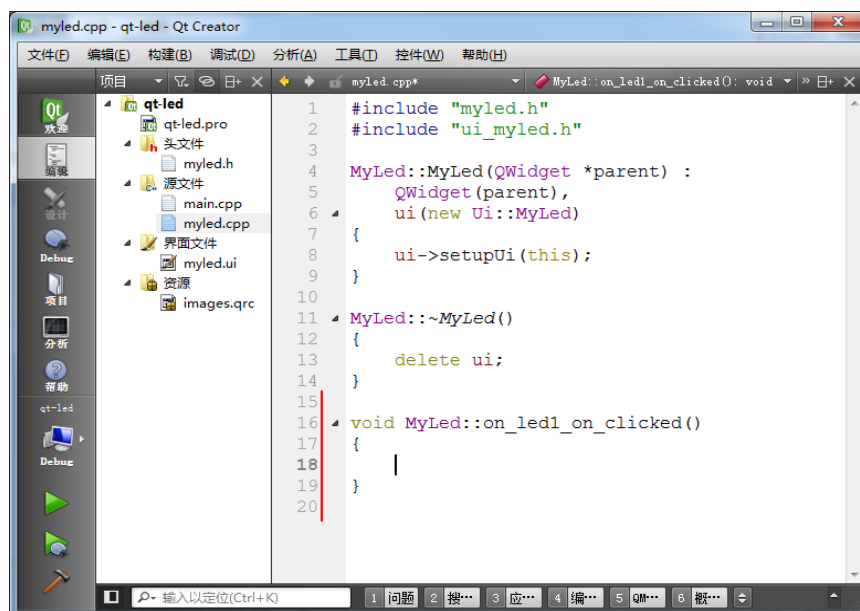 myled.cpp - qt-led - Qt Creator
文件(F) 编辑(E) 构建(B) 调试(D) 分析(A) 工具(T) 控件(W) 帮助(H)
项目
myled.cpp*
MyLed::on_led1_on_clicked(): void
Qt
欢迎
编辑
设计
Debug
项目
分析
帮助
qt-led
Debug
qt-led
qt-led.pro
头文件
myled.h
源文件
main.cpp
myled.cpp
界面文件
myled.ui
资源
images.qrc
1 #include "myled.h"
2 #include "ui_myled.h"
3
4 MyLed::MyLed(QWidget *parent) :
5 QWidget(parent),
6 ui(new Ui::MyLed)
7 {
8 ui->setupUi(this);
9 }
10
11 MyLed::~MyLed()
12 {
13 delete ui;
14 }
15
16 void MyLed::on_led1_on_clicked()
17 {
18
19 }
20
输入以定位(Ctrl+K)
1 问题 2 搜… 3 应… 4 编… 5 QM… 6 概…